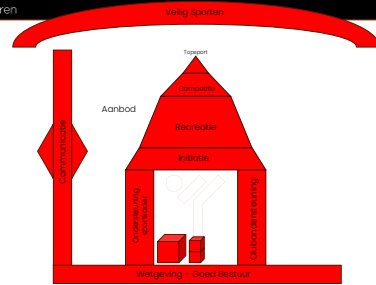 ren
Veilig Sporten
Topsport
Competitie
Aanbod
Recreatie
Communicatie
Initiatie
Ondersteuning
sportkader
Clubondersteuning
Wetgeving - Goed Bestuur